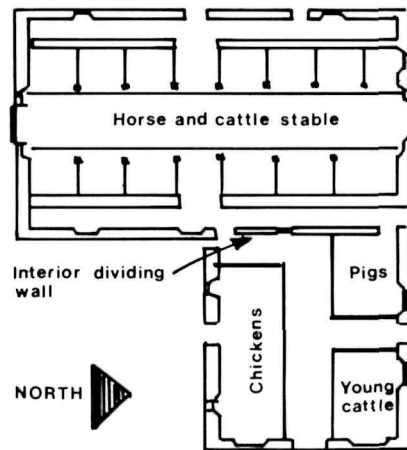 Horse and cattle stable
Interior dividing
wall
Pigs
Chickens
NORTH
Young
cattle